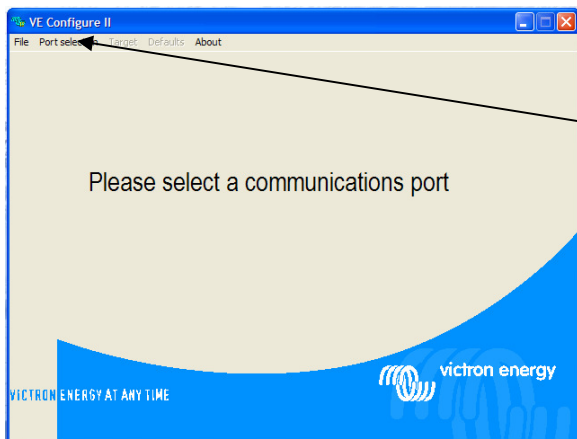 VE Configure II
File Port selection Target Defaults About
Please select a communications port
victron energy
VICTRON ENERGY AT ANY TIME